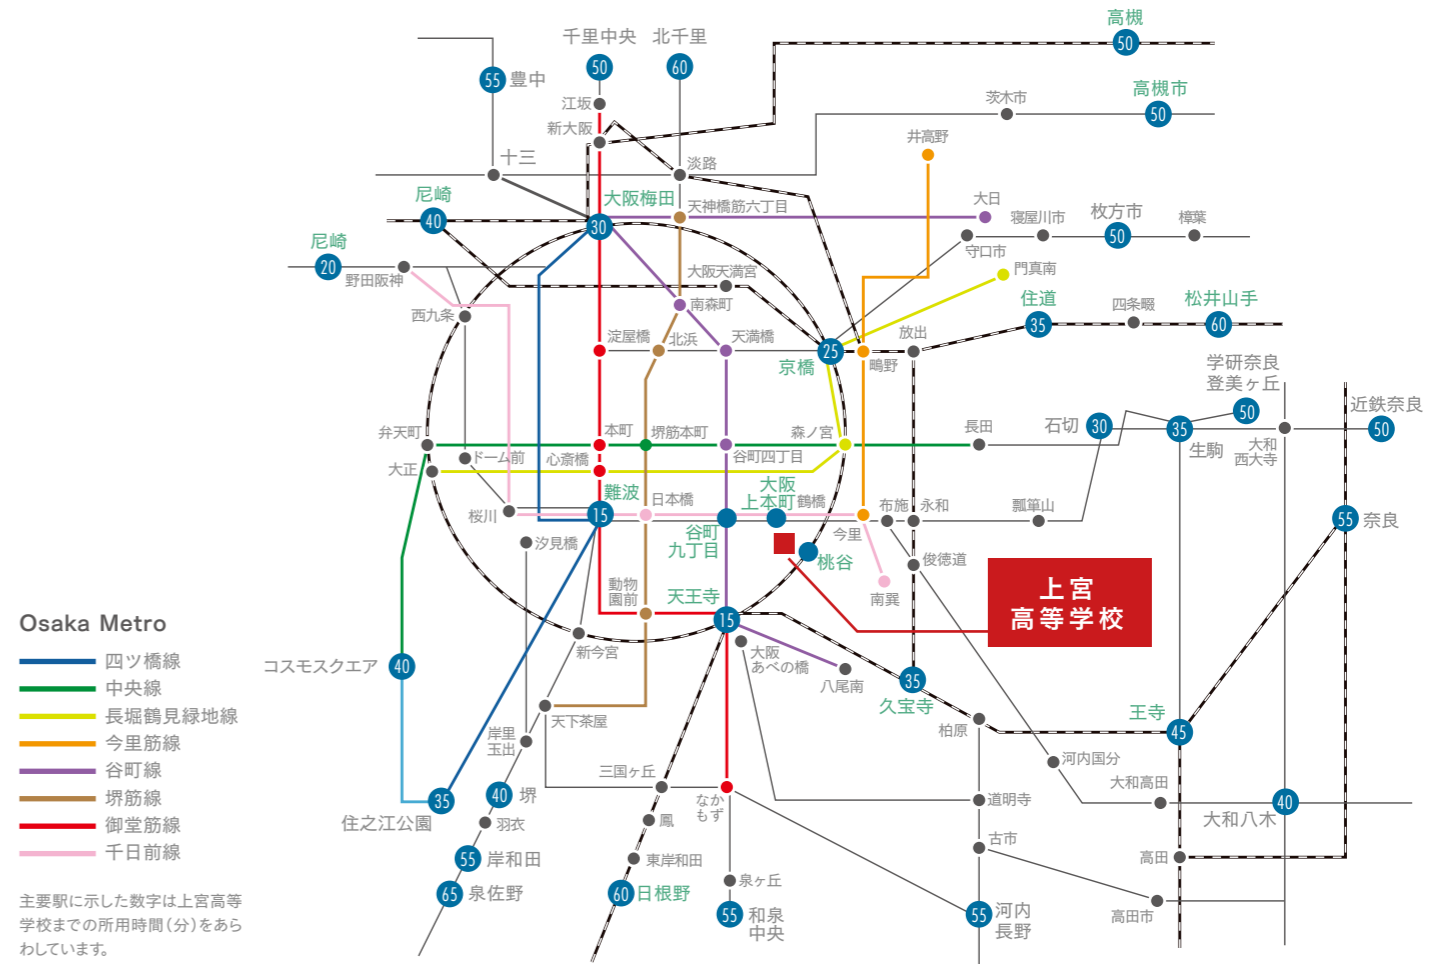 高槻
50
千里中央
北千里
50
60
55
豊中
高槻市
50
江坂
茨木市
新大阪
井高野
十三
淡路
尼崎
40
大阪梅田
30
天神橋筋六丁目
大日
寝屋川市
枚方市
50
樟葉
守口市
尼崎
20
野田阪神
大阪天満宮
門真南
南森町
西九条
住道
35
四条畷
松井山手
60
淀屋橋
北浜
天満橋
京橋
25
鴫野
放出
学研奈良
登美ヶ丘
50
近鉄奈良
50
石切
30
35
生駒
大和
西大寺
弁天町
本町
堺筋本町
森ノ宮
長田
大正
ドーム前
心斎橋
谷町四丁目
難波
15
日本橋
大阪
上本町
鶴橋
桜川
今里
布施
永和
瓢箪山
55
奈良
谷町
九丁目
汐見橋
桃谷
俊徳道
南巽
上宮
高等学校
動物
園前
天王寺
15
新今宮
大阪
あべの橋
八尾南
35
久宝寺
コスモスクエア
40
天下茶屋
柏原
王寺
45
岸里
玉出
河内国分
三国ヶ丘
なか
もず
道明寺
大和高田
40
大和八木
35
住之江公園
40
堺
羽衣
鳳
古市
高田
55
岸和田
東岸和田
65
泉佐野
60
日根野
泉ヶ丘
55
和泉
中央
55
河内
長野
高田市
Osaka Metro
四ツ橋線
中央線
長堀鶴見緑地線
今里筋線
谷町線
堺筋線
御堂筋線
千日前線
主要駅に示した数字は上宮高等
学校までの所用時間（分）をあら
わしています。